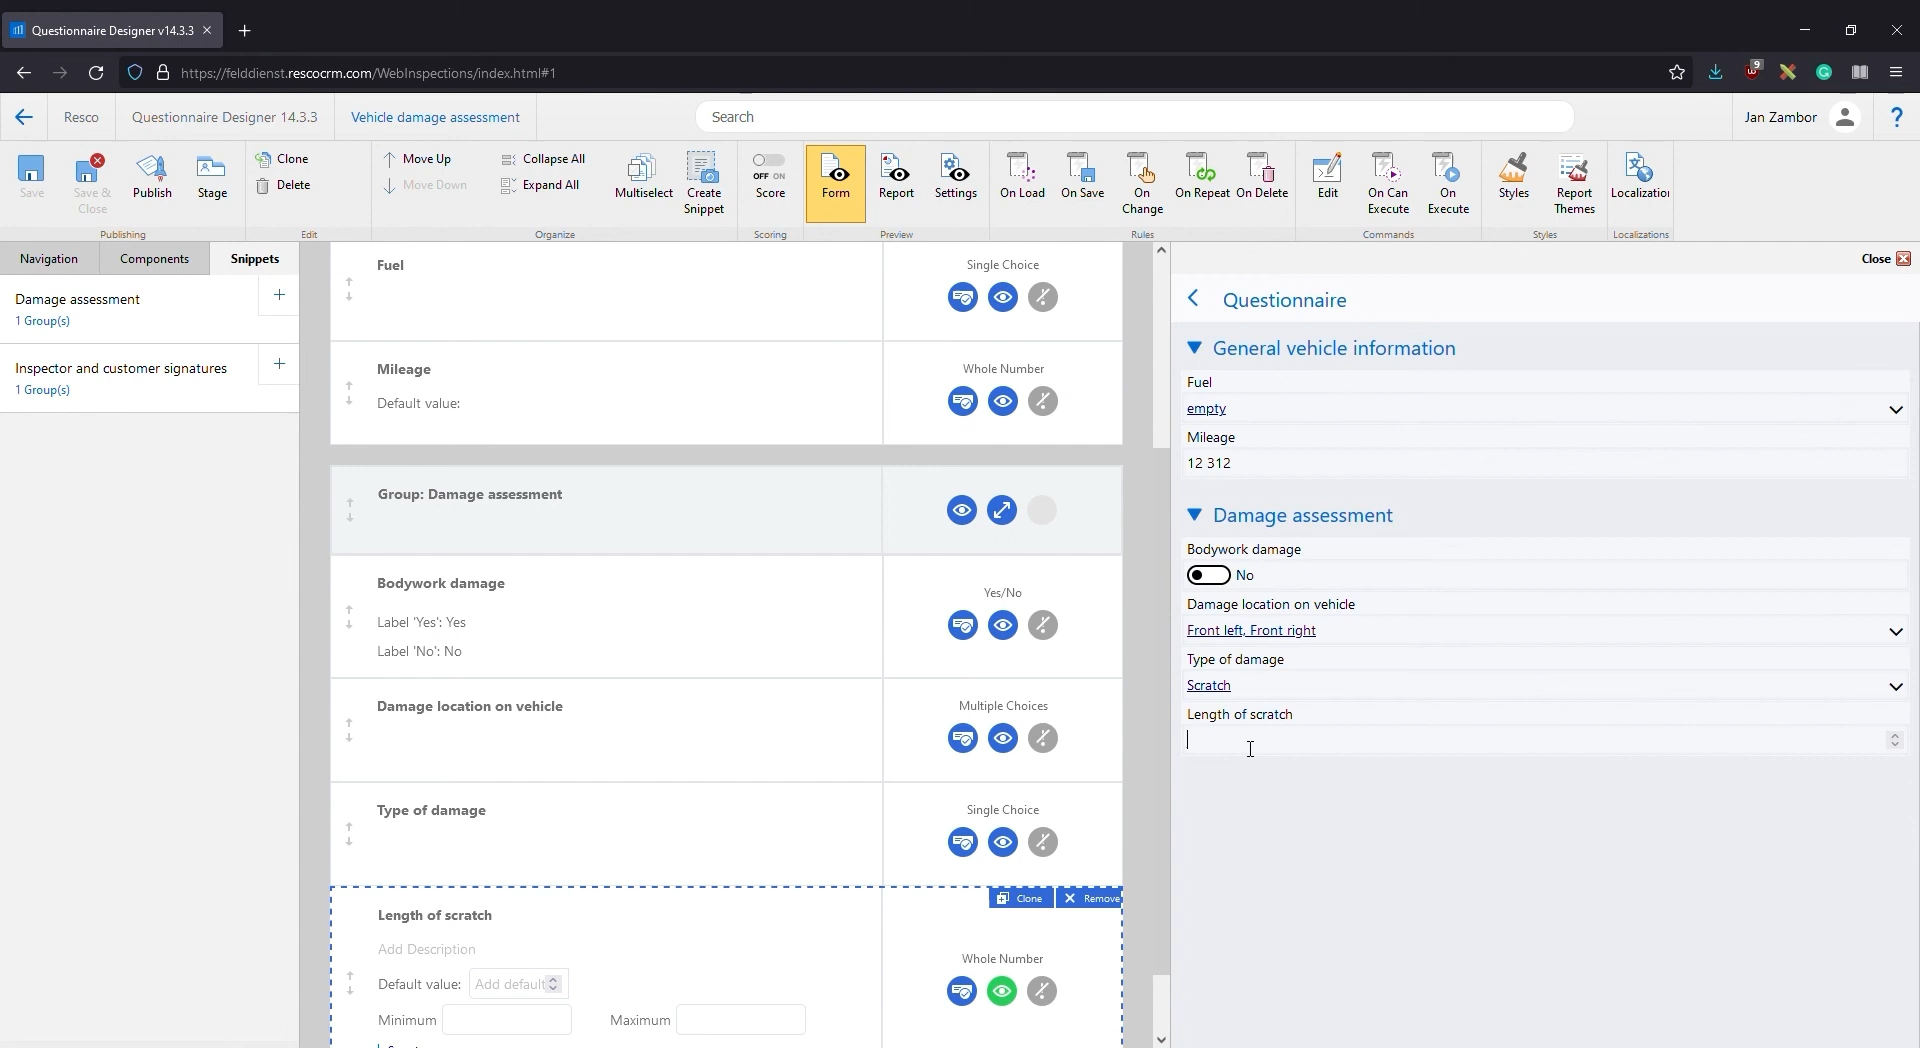 Questionnaire Designer v14.3.3
https://felddienst.rescocrm.com/WebInspections/index.html#1
9
Resco
Questionnaire Designer 14.3.3
Vehicle damage assessment
Search
Jan Zambor
?
Save
Save &
Close
Publish
Stage
Publishing
Clone
Delete
Edit
Move Up
Move Down
Collapse All
Expand All
Multiselect
Create
Snippet
Organize
OFF ON
Score
Scoring
Form
Report
Settings
Preview
On Load
On Save
On
Change
On Repeat
On Delete
Rules
Edit
On Can
Execute
On
Execute
Commands
Styles
Report
Themes
Styles
Localization
Localizations
Navigation
Components
Snippets
Damage assessment
1 Group(s)
Inspector and customer signatures
1 Group(s)
Fuel
Single Choice
Mileage
Default value:
Whole Number
Group: Damage assessment
Bodywork damage
Label 'Yes': Yes
Label 'No': No
Yes/No
Damage location on vehicle
Multiple Choices
Type of damage
Single Choice
Clone
Remove
Length of scratch
Add Description
Default value: Add default
Minimum
Maximum
Whole Number
Close
Questionnaire
General vehicle information
Fuel
empty
Mileage
12 312
Damage assessment
Bodywork damage
No
Damage location on vehicle
Front left, Front right
Type of damage
Scratch
Length of scratch